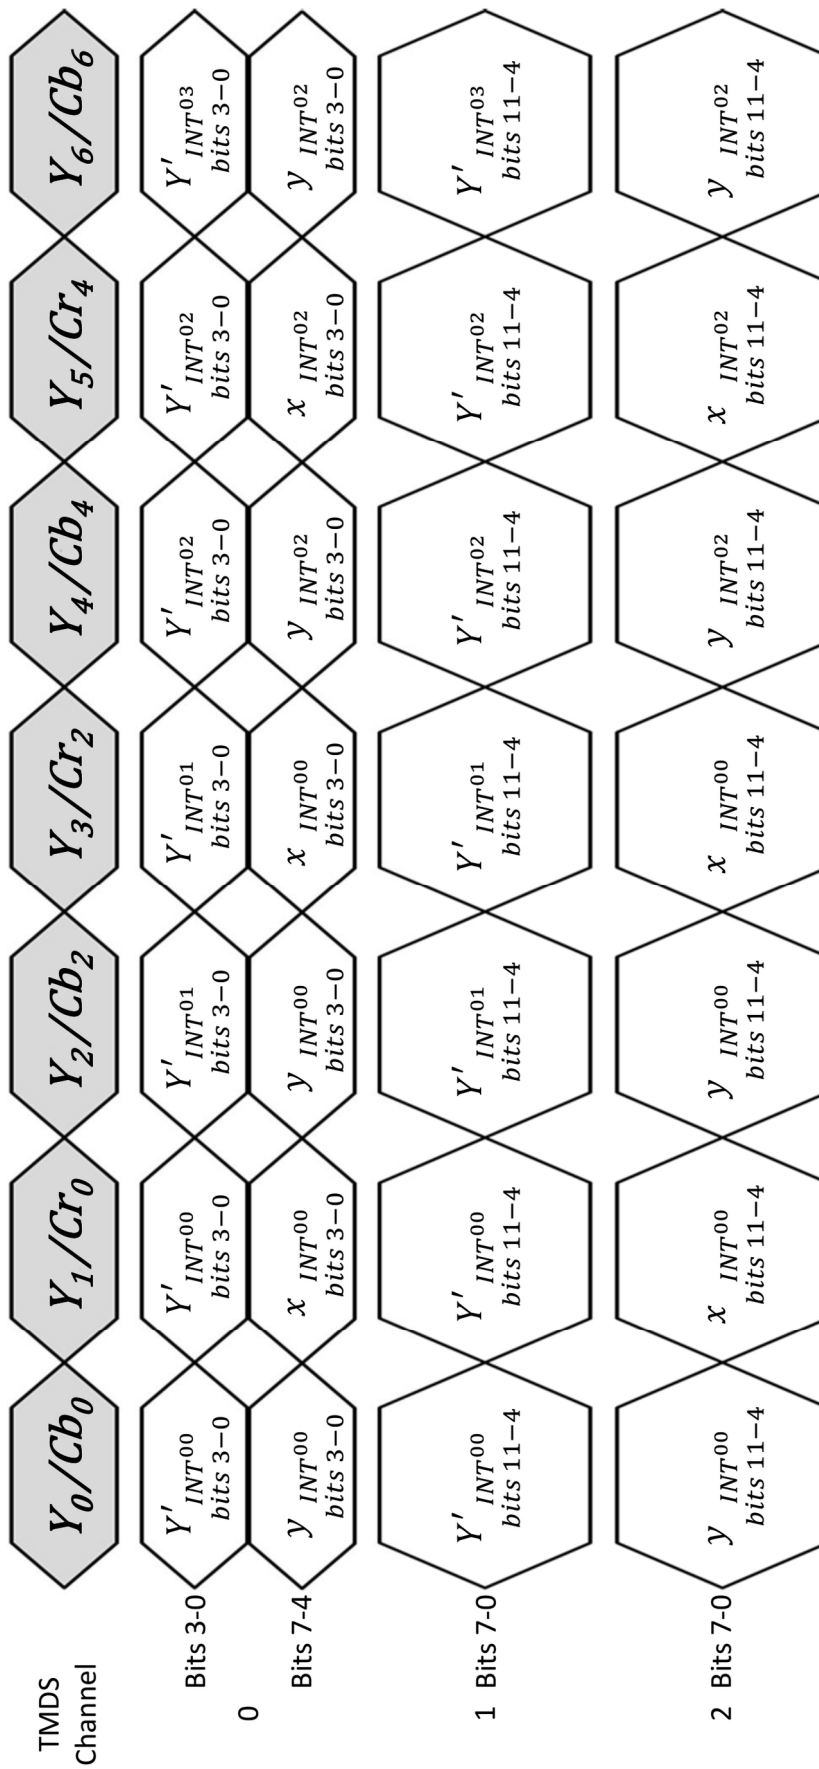 TMDS
Channel
Y₀/Cb₀ Y₁/Cr₀ Y₂/Cb₂ Y₃/Cr₂ Y₄/Cb₄ Y₅/Cr₄ Y₆/Cb₆
0
Bits 3-0
Y′ INT⁰⁰ Y′ INT⁰⁰ Y′ INT⁰¹ Y′ INT⁰¹ Y′ INT⁰² Y′ INT⁰² Y′ INT⁰³
bits 3−0 bits 3−0 bits 3−0 bits 3−0 bits 3−0 bits 3−0 bits 3−0
Bits 7-4
y INT⁰⁰ x INT⁰⁰ y INT⁰⁰ x INT⁰⁰ y INT⁰² x INT⁰² y INT⁰²
bits 3−0 bits 3−0 bits 3−0 bits 3−0 bits 3−0 bits 3−0 bits 3−0
1 Bits 7-0
Y′ INT⁰⁰ Y′ INT⁰⁰ Y′ INT⁰¹ Y′ INT⁰¹ Y′ INT⁰² Y′ INT⁰² Y′ INT⁰³
bits 11−4 bits 11−4 bits 11−4 bits 11−4 bits 11−4 bits 11−4 bits 11−4
2 Bits 7-0
y INT⁰⁰ x INT⁰⁰ y INT⁰⁰ x INT⁰⁰ y INT⁰² x INT⁰² y INT⁰²
bits 11−4 bits 11−4 bits 11−4 bits 11−4 bits 11−4 bits 11−4 bits 11−4